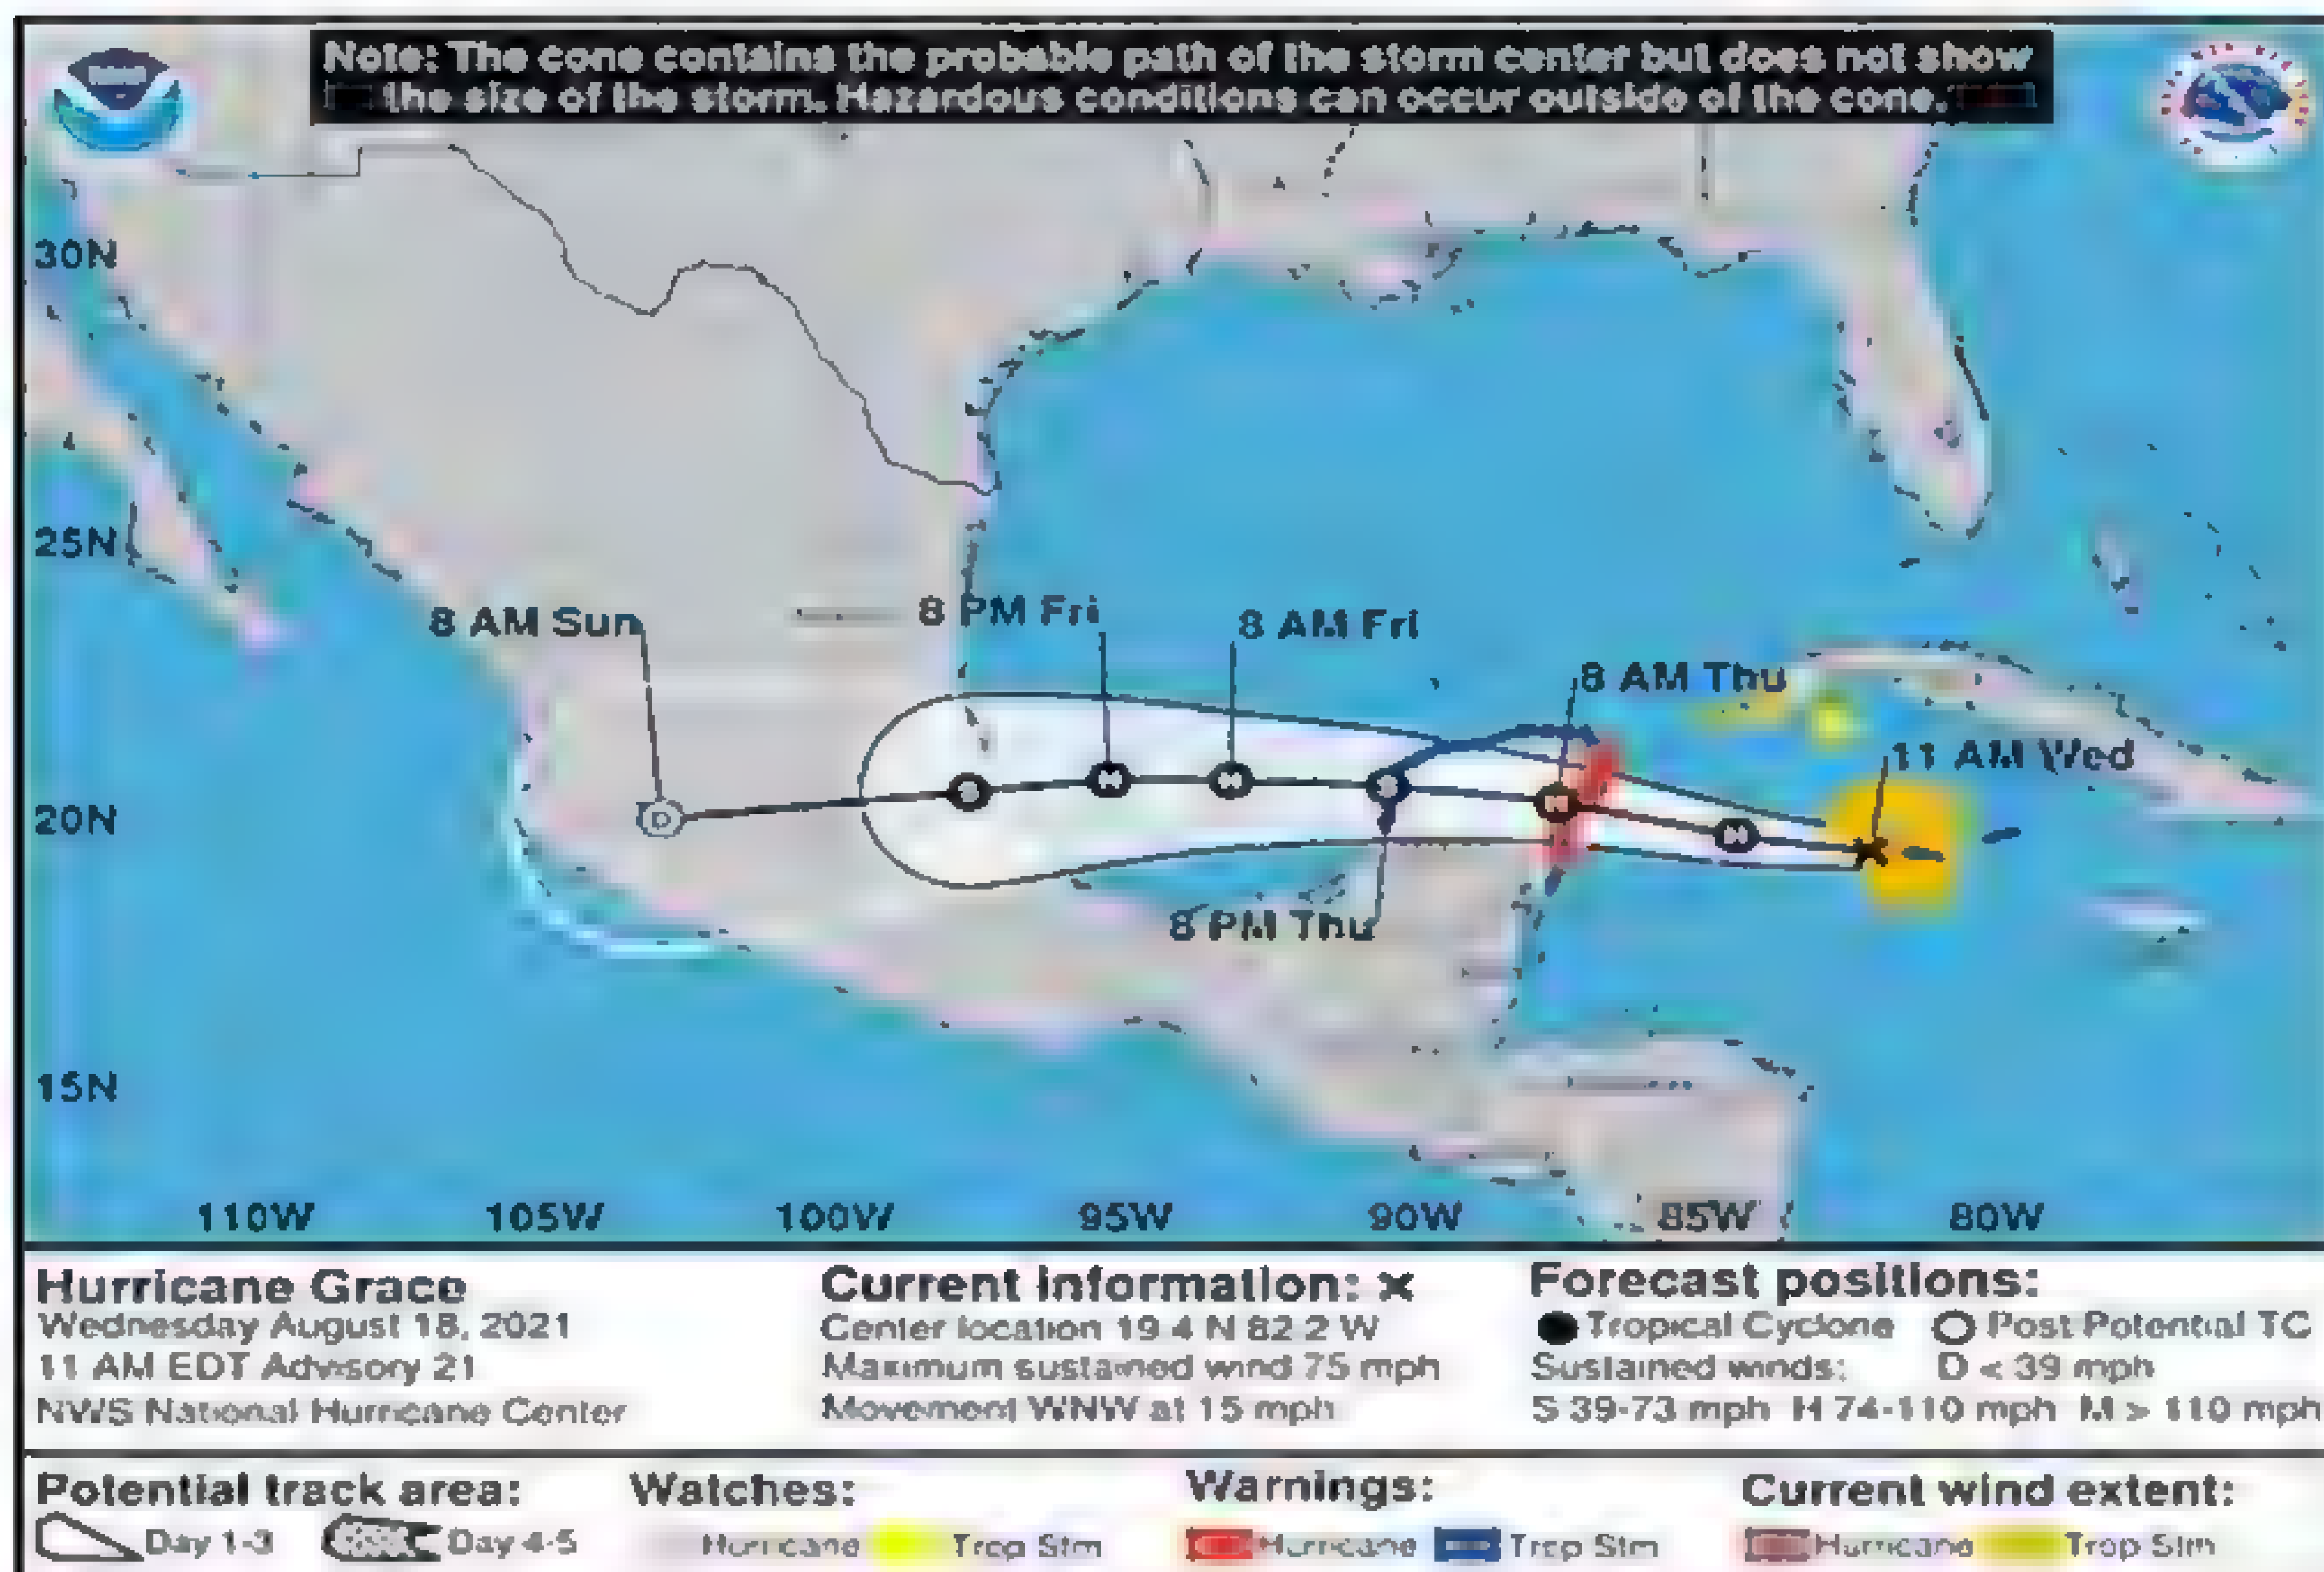 Note: The cone contains the probable path of the storm center but does not show
the size of the storm. Hazardous conditions can occur outside of the cone.
30N
25N
20N
15N
8 AM Sun
8 PM Fri
8 AM Fri
8 AM Thu
11 AM Wed
8 PM Thu
D
S
H
H
S
H
H
110W
105W
100W
95W
90W
85W
80W
Hurricane Grace
Wednesday August 18, 2021
11 AM EDT Advisory 21
NWS National Hurricane Center
Current information: x
Center location 19.4 N 82.2 W
Maximum sustained wind 75 mph
Movement WNW at 15 mph
Forecast positions:
Tropical Cyclone
Post Potential TC
Sustained winds:
D < 39 mph
S 39-73 mph H 74-110 mph M > 110 mph
Potential track area:
Day 1-3
Day 4-5
Watches:
Hurricane
Trop Stm
Warnings:
Hurricane
Trop Stm
Current wind extent:
Hurricane
Trop Stm